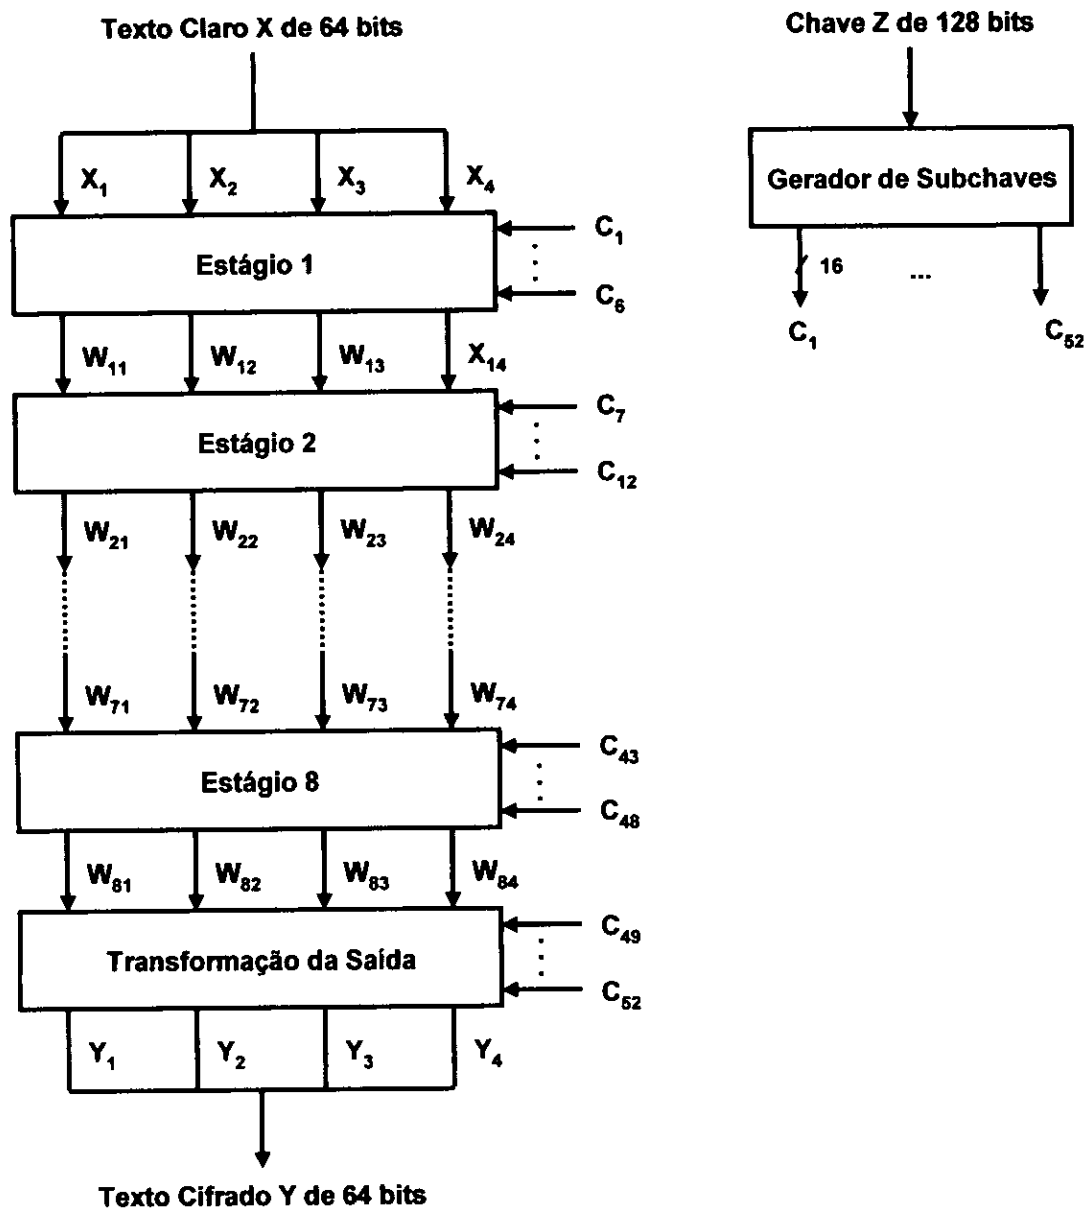 Texto Claro X de 64 bits
Chave Z de 128 bits
X1 X2 X3 X4
Gerador de Subchaves
C1
Estágio 1
C6
16 ...
C1 C52
W11 W12 W13 X14
C7
Estágio 2
C12
W21 W22 W23 W24
W71 W72 W73 W74
C43
Estágio 8
C48
W81 W82 W83 W84
C49
Transformação da Saída
C52
Y1 Y2 Y3 Y4
Texto Cifrado Y de 64 bits